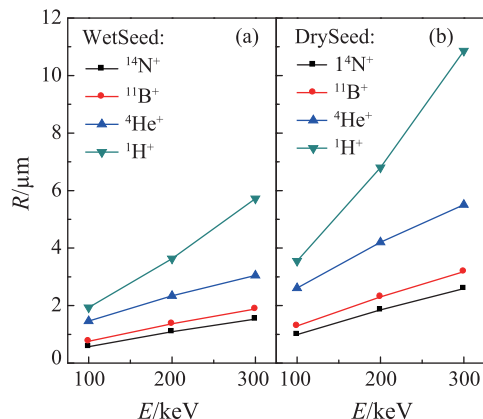 WetSeed: (a)
¹⁴N⁺
¹¹B⁺
⁴He⁺
¹H⁺
DrySeed: (b)
1⁴N⁺
¹¹B⁺
⁴He⁺
¹H⁺
R/μm
12
10
8
6
4
2
0
100 200 300
100 200 300
E/keV
E/keV